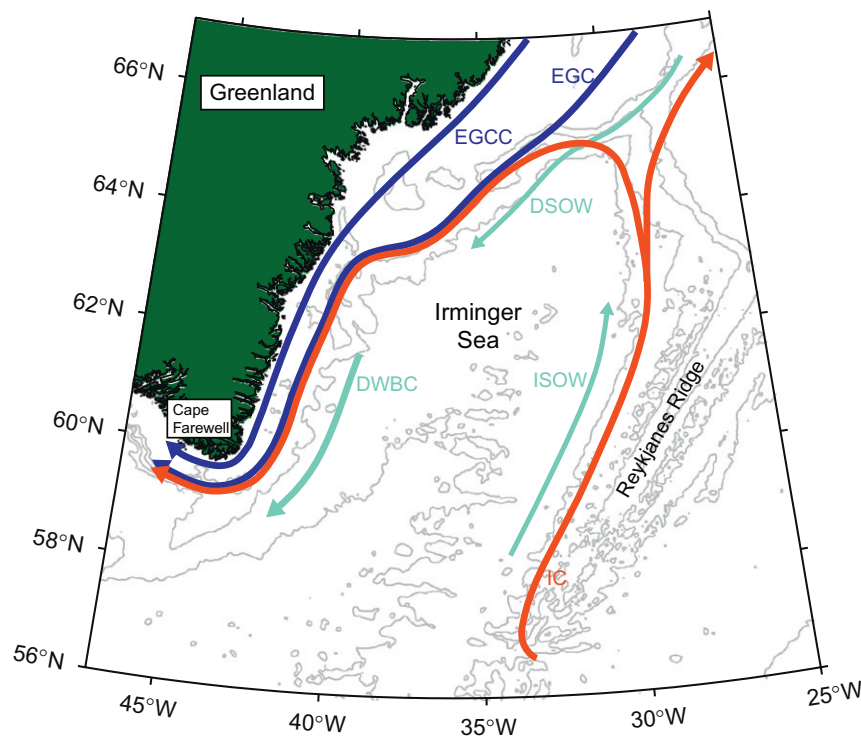 66°N
Greenland
EGC
EGCC
64°N
DSOW
62°N
Irminger
Sea
DWBC
ISOW
Cape
Farewell
60°N
Reykjanes Ridge
58°N
IC
56°N
45°W
40°W
35°W
30°W
25°W